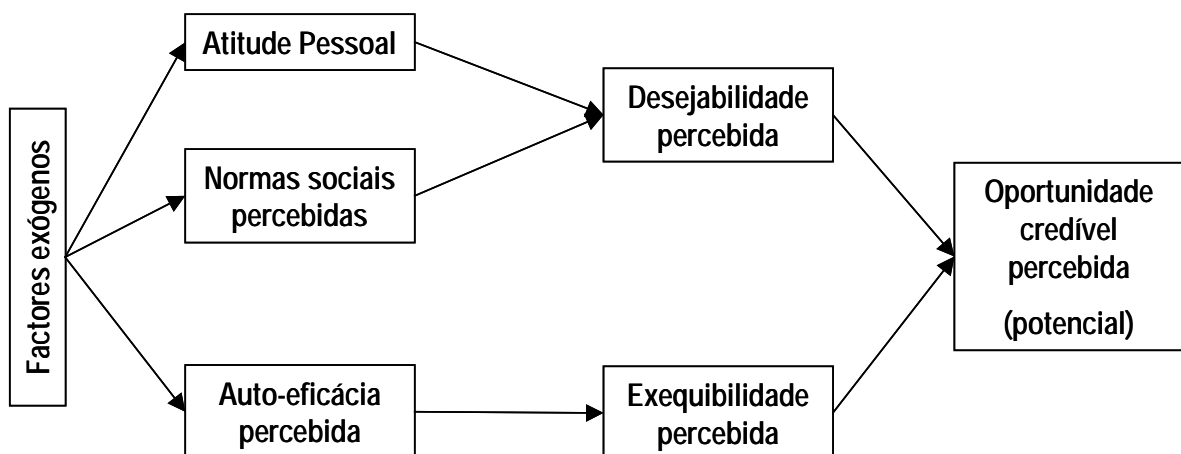 Factores exógenos
Atitude Pessoal
Normas sociais
percebidas
Auto-eficácia
percebida
Desejabilidade
percebida
Exequibilidade
percebida
Oportunidade
credível
percebida
(potencial)